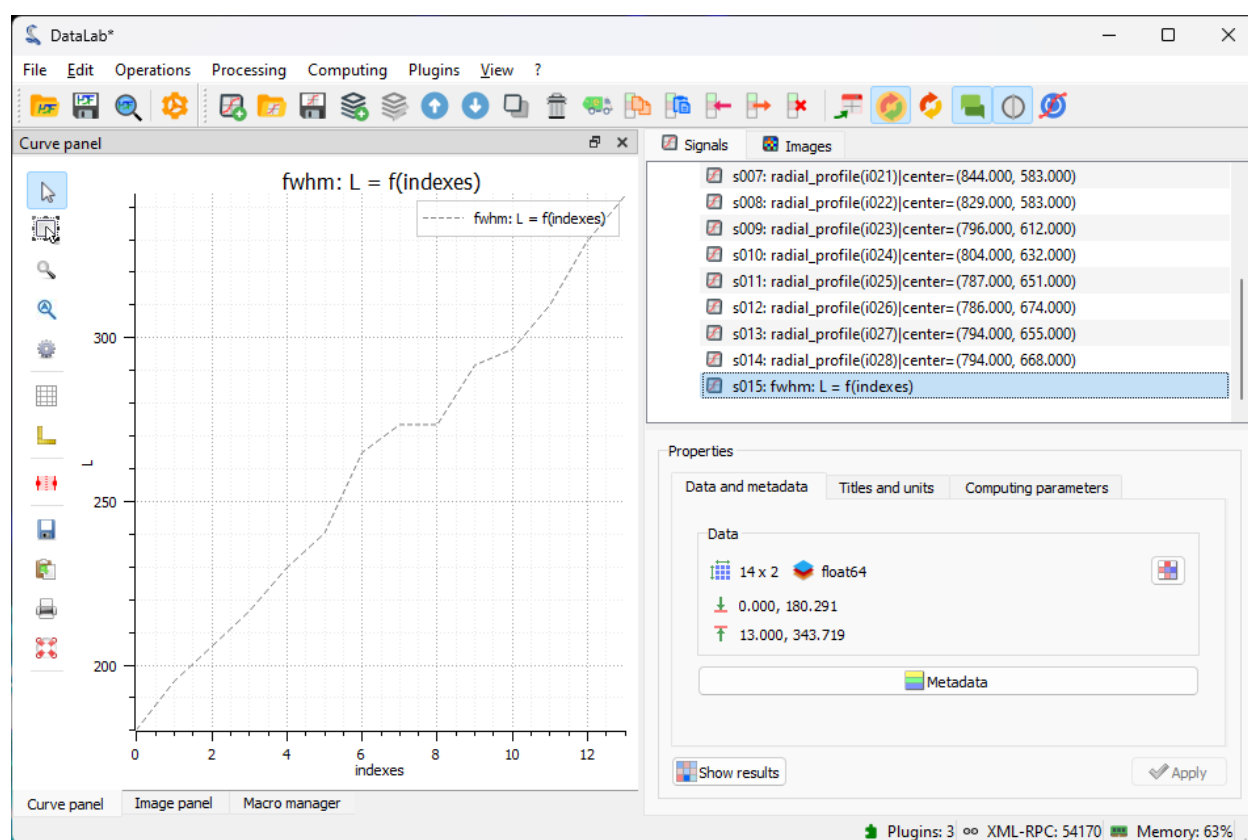 DataLab*
File Edit Operations Processing Computing Plugins View ?
Curve panel
fwhm: L = f(indexes)
fwhm: L = f(indexes)
300
250
200
L
0 2 4 6 8 10 12
indexes
Curve panel Image panel Macro manager
Signals Images
s007: radial_profile(i021)|center=(844.000, 583.000)
s008: radial_profile(i022)|center=(829.000, 583.000)
s009: radial_profile(i023)|center=(796.000, 612.000)
s010: radial_profile(i024)|center=(804.000, 632.000)
s011: radial_profile(i025)|center=(787.000, 651.000)
s012: radial_profile(i026)|center=(786.000, 674.000)
s013: radial_profile(i027)|center=(794.000, 655.000)
s014: radial_profile(i028)|center=(794.000, 668.000)
s015: fwhm: L = f(indexes)
Properties
Data and metadata Titles and units Computing parameters
Data
14 x 2 float64
0.000, 180.291
13.000, 343.719
Metadata
Show results Apply
Plugins: 3 XML-RPC: 54170 Memory: 63%